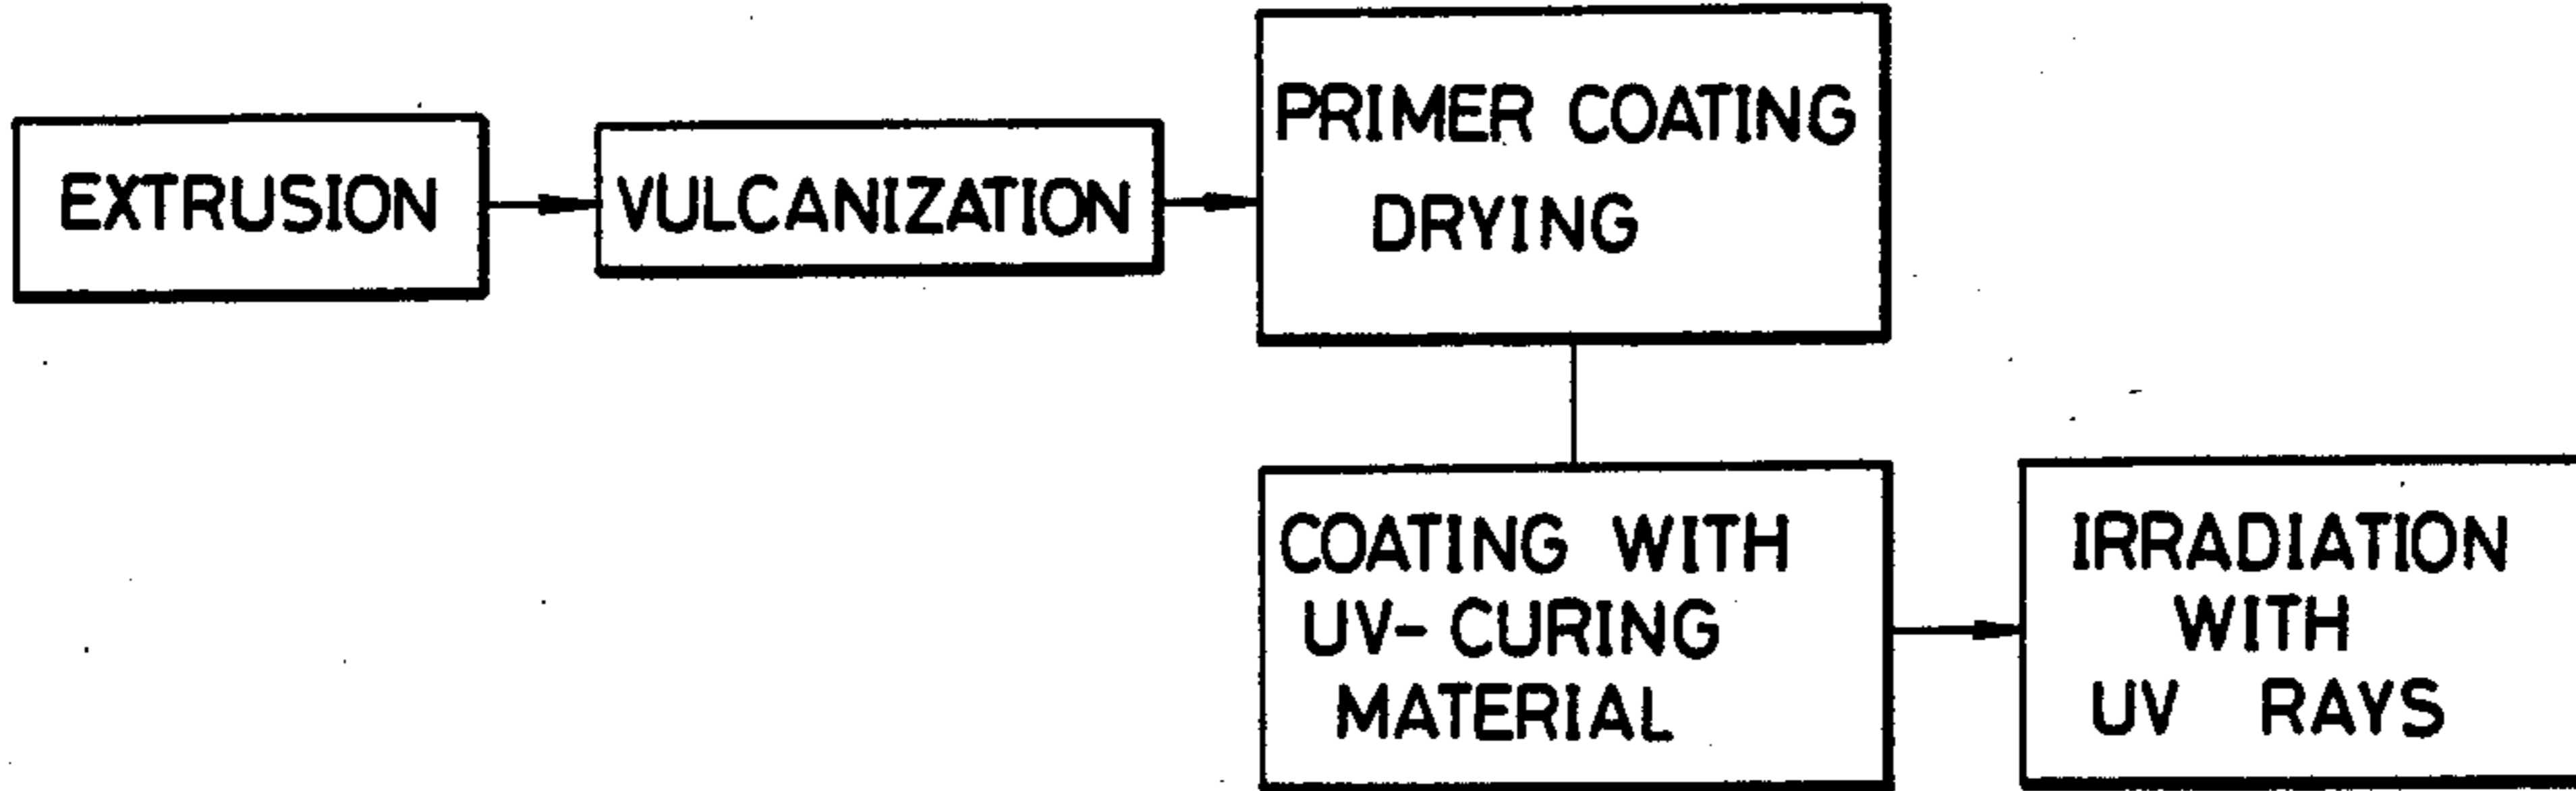 EXTRUSION
VULCANIZATION
PRIMER COATING
DRYING
COATING WITH
UV-CURING
MATERIAL
IRRADIATION
WITH
UV RAYS